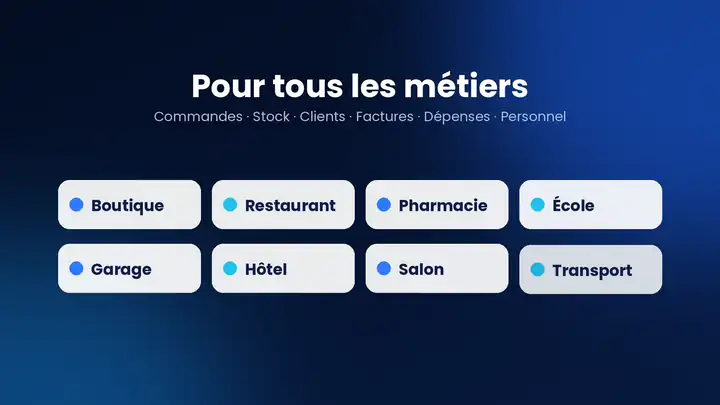 Pour tous les métiers
Commandes · Stock · Clients · Factures · Dépenses · Personnel
Boutique
Restaurant
Pharmacie
École
Garage
Hôtel
Salon
Transport